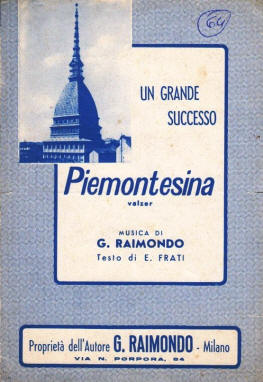 64
UN GRANDE
SUCCESSO
Piemontesina
valzer
MUSICA DI
G. RAIMONDO
Testo di E. FRATI
Proprietà dell'Autore G. RAIMONDO - Milano
VIA N. PORPORA, 84